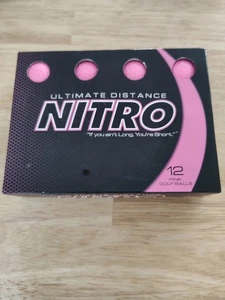 ULTIMATE DISTANCE
NITRO
"If you ain't Long, You're Short."
12
PINK
GOLF BALLS